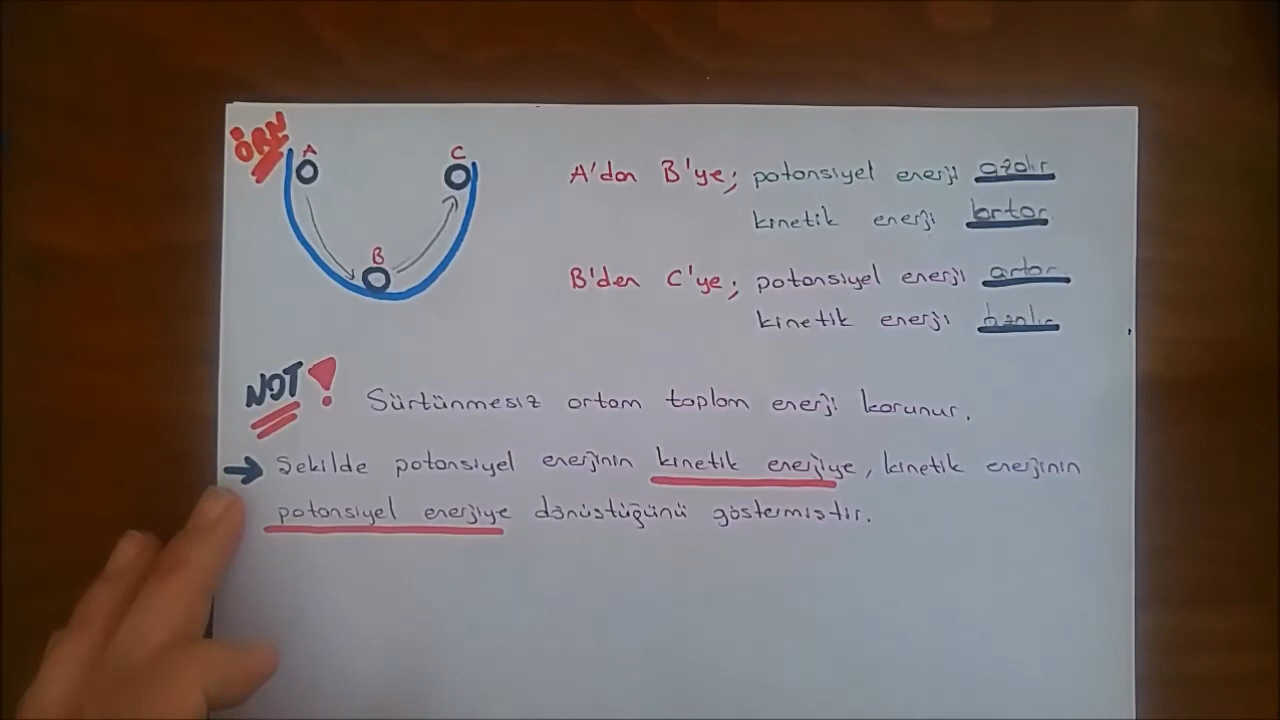 ÖRN
A
C
B
A'dan B'ye; potansiyel enerji azalır
kinetik enerji artar
B'den C'ye; potansiyel enerji artar
kinetik enerji azalır
NOT!
Sürtünmesiz ortam toplam enerji korunur.
→ Şekilde potansiyel enerjinin kinetik enerjiye, kinetik enerjinin
potansiyel enerjiye dönüştüğünü göstermiştir.